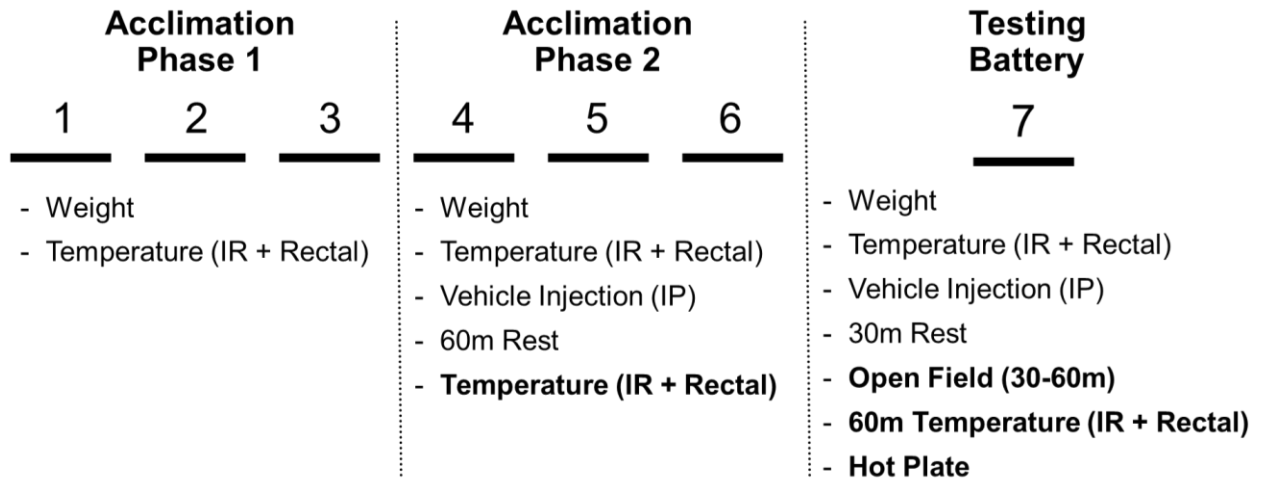 Acclimation
Phase 1
1 2 3
- Weight
- Temperature (IR + Rectal)
Acclimation
Phase 2
4 5 6
- Weight
- Temperature (IR + Rectal)
- Vehicle Injection (IP)
- 60m Rest
- Temperature (IR + Rectal)
Testing
Battery
7
- Weight
- Temperature (IR + Rectal)
- Vehicle Injection (IP)
- 30m Rest
- Open Field (30-60m)
- 60m Temperature (IR + Rectal)
- Hot Plate